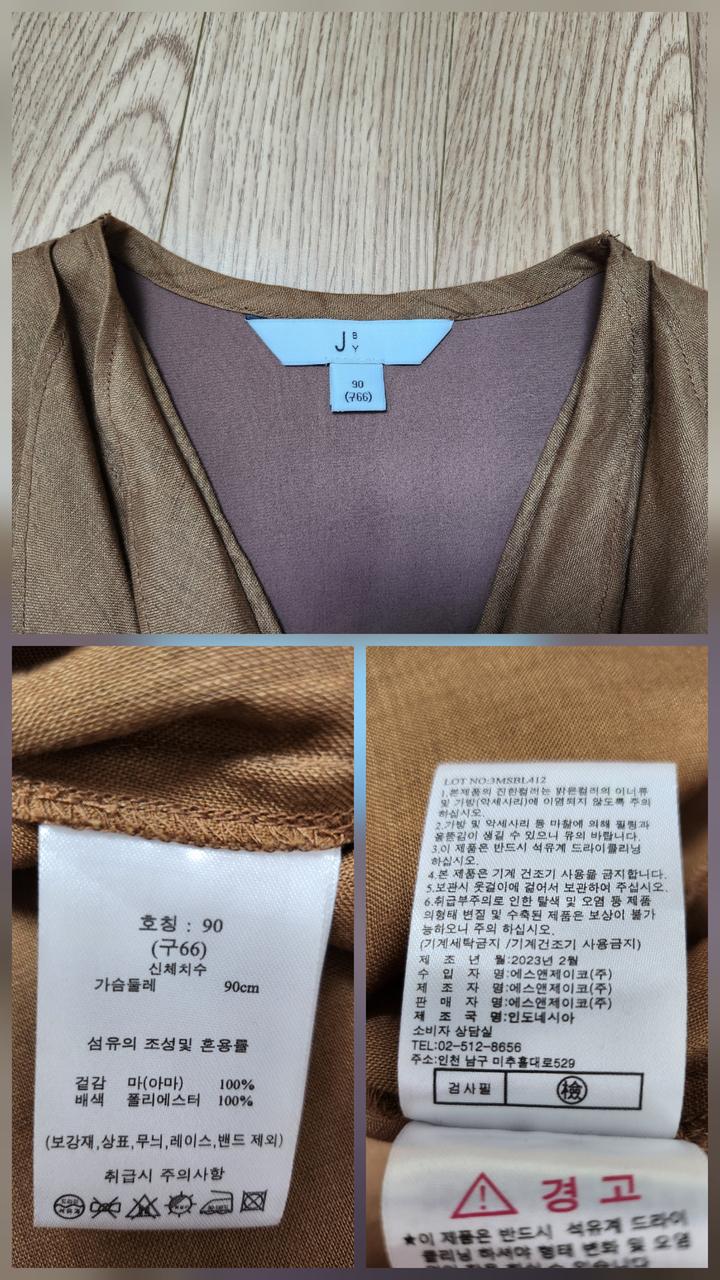 J BY
90
(구66)
호칭 : 90
(구66)
신체치수
가슴둘레 90cm
섬유의 조성및 혼용률
겉감 마(아마) 100%
배색 폴리에스터 100%
(보강재,상표,무늬,레이스,밴드 제외)
취급시 주의사항
LOT NO:3MSBL412
1.본제품의 진한컬러는 밝은컬러의 이너류
및 가방(악세사리)에 이염되지 않도록 주의
하십시오.
2.가방 및 악세사리 등 마찰에 의해 필링과
올뜯김이 생길 수 있으니 유의 바랍니다.
3.이 제품은 반드시 석유계 드라이클리닝
하십시오.
4.본 제품은 기계 건조기 사용을 금지합니다.
5.보관시 옷걸이에 걸어서 보관하여 주십시오.
6.취급부주의로 인한 탈색 및 오염 등 제품
의형태 변질 및 수축된 제품은 보상이 불가
능하오니 주의 하십시오.
(기계세탁금지 /기계건조기 사용금지)
제 조 년 월:2023년 2월
수 입 자 명:에스앤제이코(주)
제 조 자 명:에스앤제이코(주)
판 매 자 명:에스앤제이코(주)
제 조 국 명:인도네시아
소비자 상담실
TEL:02-512-8656
주소:인천 남구 미추홀대로529
검사필 檢
경고
★이 제품은 반드시 석유계 드라이
클리닝 하셔야 형태 변화 및 오염